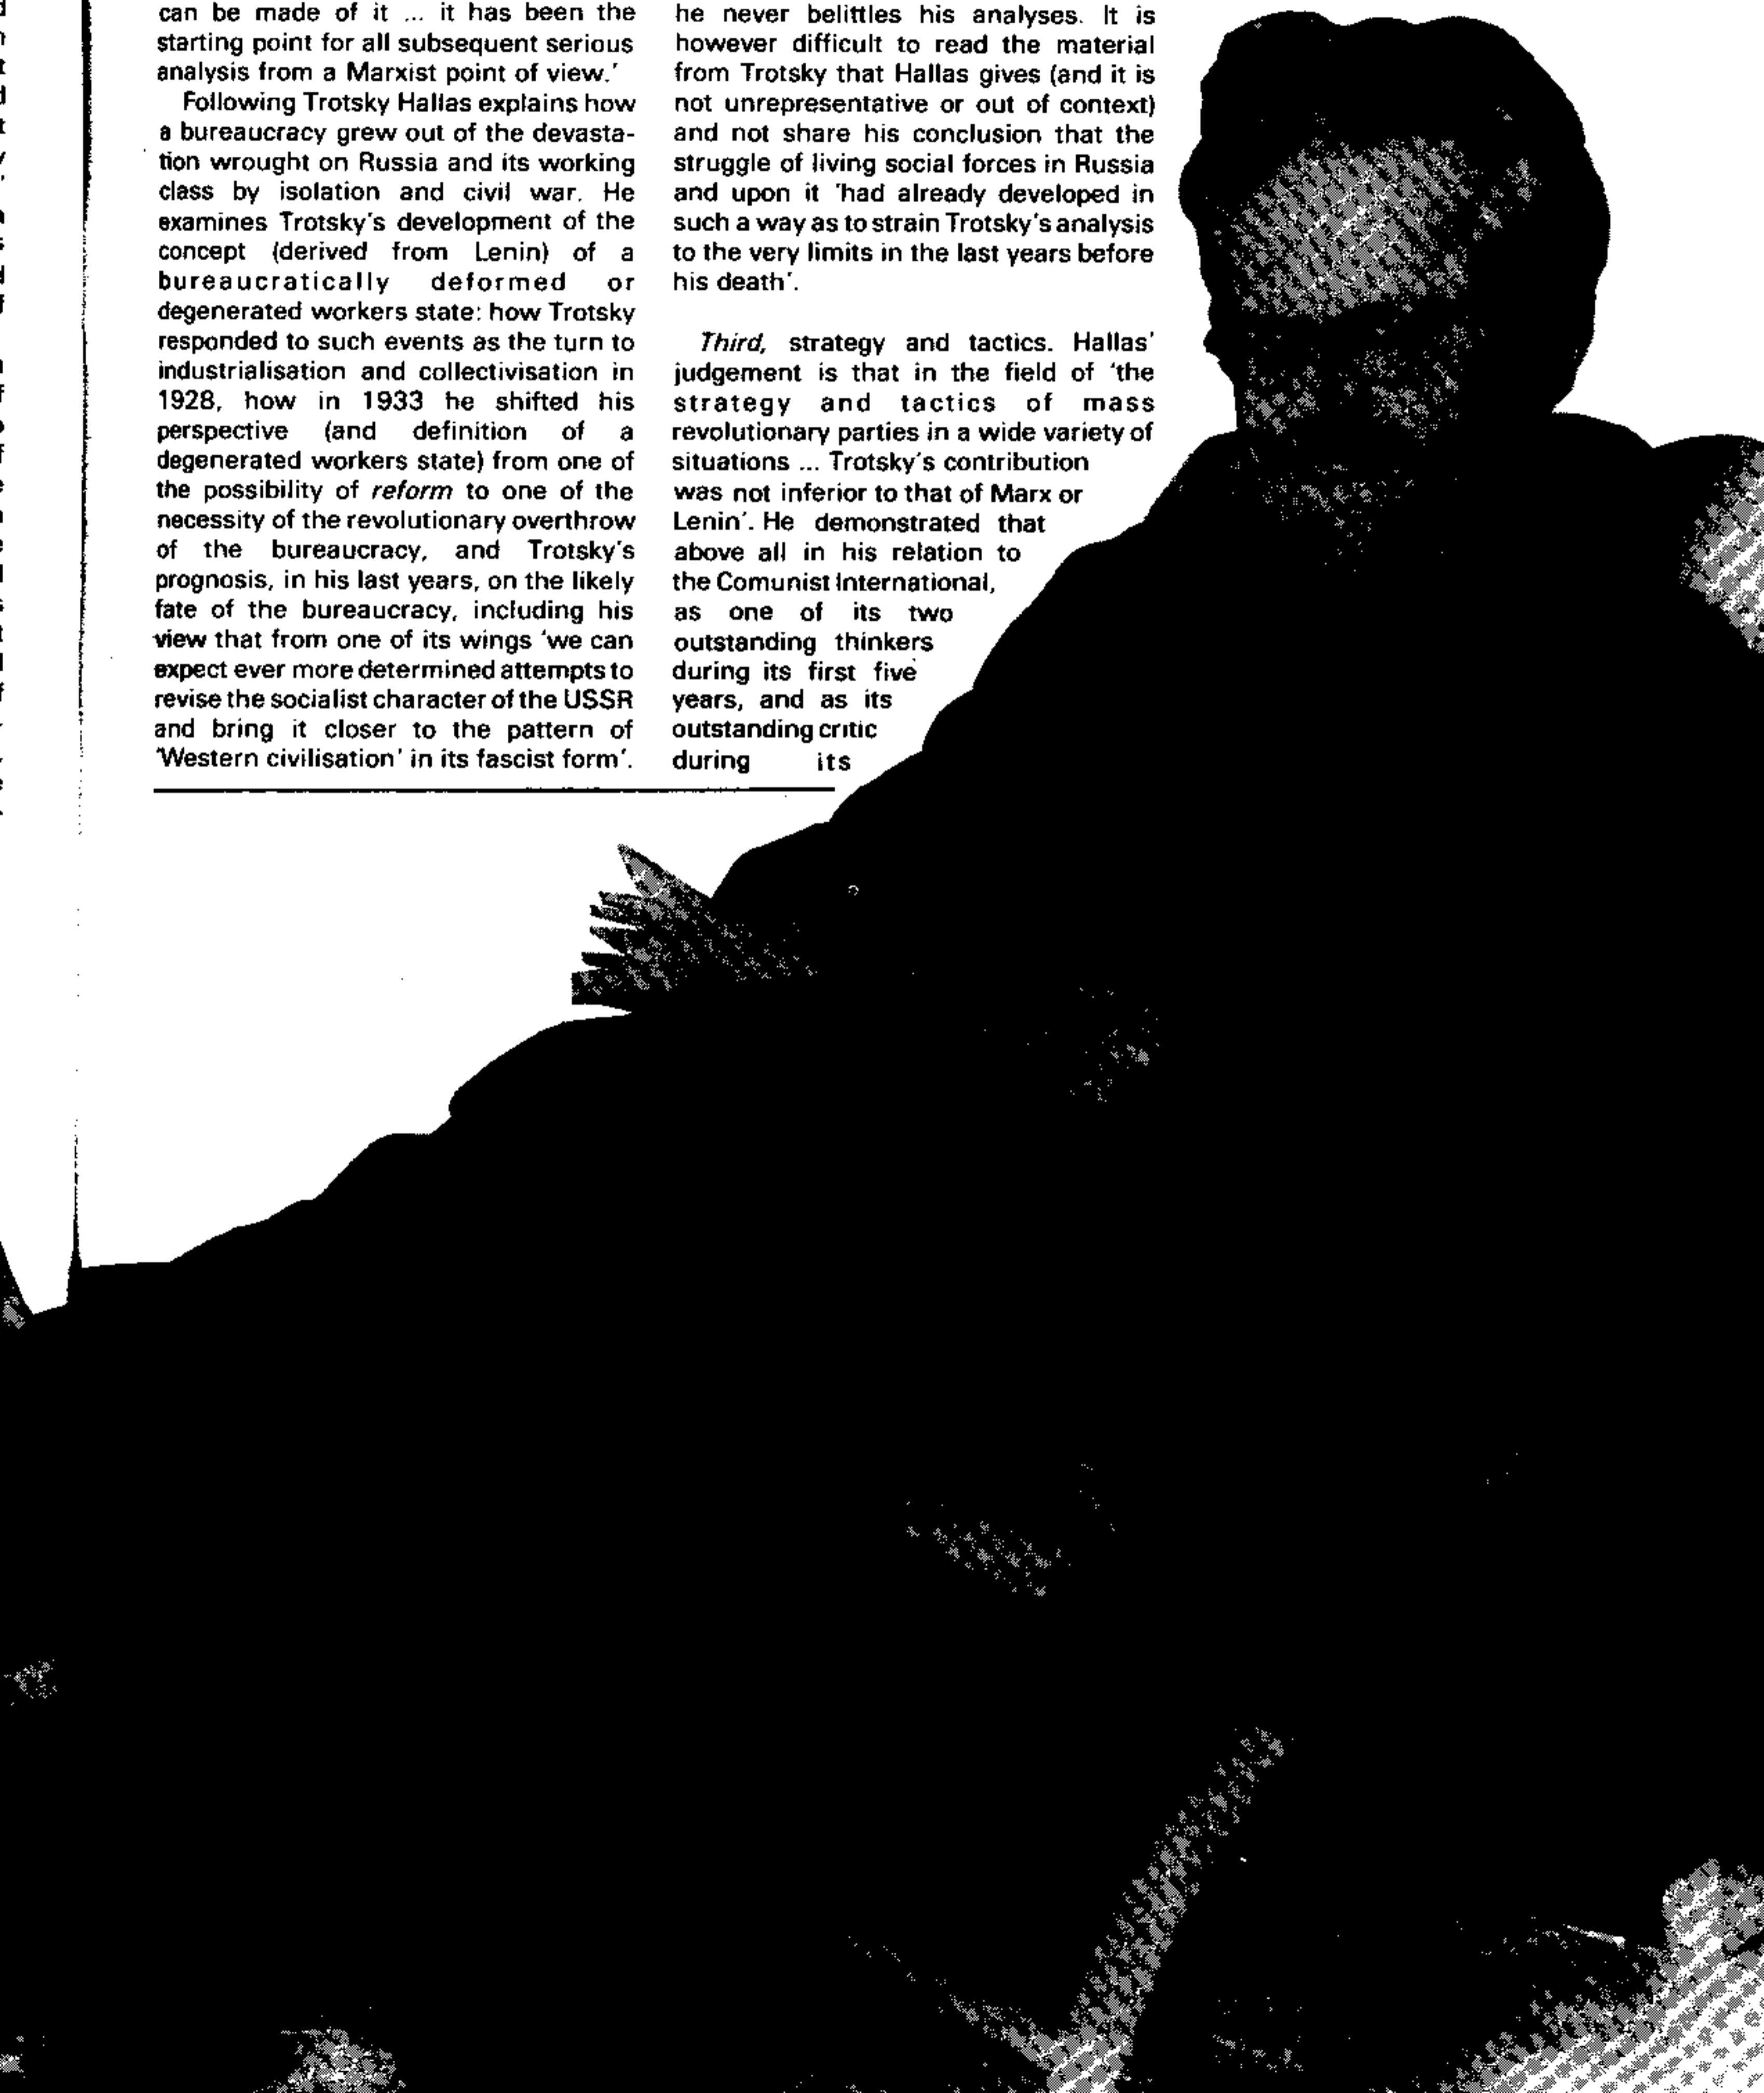 can be made of it ... it has been the
starting point for all subsequent serious
analysis from a Marxist point of view.'
Following Trotsky Hallas explains how
a bureaucracy grew out of the devasta-
tion wrought on Russia and its working
class by isolation and civil war. He
examines Trotsky's development of the
concept (derived from Lenin) of a
bureaucratically deformed or
degenerated workers state: how Trotsky
responded to such events as the turn to
industrialisation and collectivisation in
1928, how in 1933 he shifted his
perspective (and definition of a
degenerated workers state) from one of
the possibility of reform to one of the
necessity of the revolutionary overthrow
of the bureaucracy, and Trotsky's
prognosis, in his last years, on the likely
fate of the bureaucracy, including his
view that from one of its wings 'we can
expect ever more determined attempts to
revise the socialist character of the USSR
and bring it closer to the pattern of
'Western civilisation' in its fascist form'.
he never belittles his analyses. It is
however difficult to read the material
from Trotsky that Hallas gives (and it is
not unrepresentative or out of context)
and not share his conclusion that the
struggle of living social forces in Russia
and upon it 'had already developed in
such a way as to strain Trotsky's analysis
to the very limits in the last years before
his death'.
Third, strategy and tactics. Hallas'
judgement is that in the field of 'the
strategy and tactics of mass
revolutionary parties in a wide variety of
situations ... Trotsky's contribution
was not inferior to that of Marx or
Lenin'. He demonstrated that
above all in his relation to
the Comunist International,
as one of its two
outstanding thinkers
during its first five
years, and as its
outstanding critic
during its